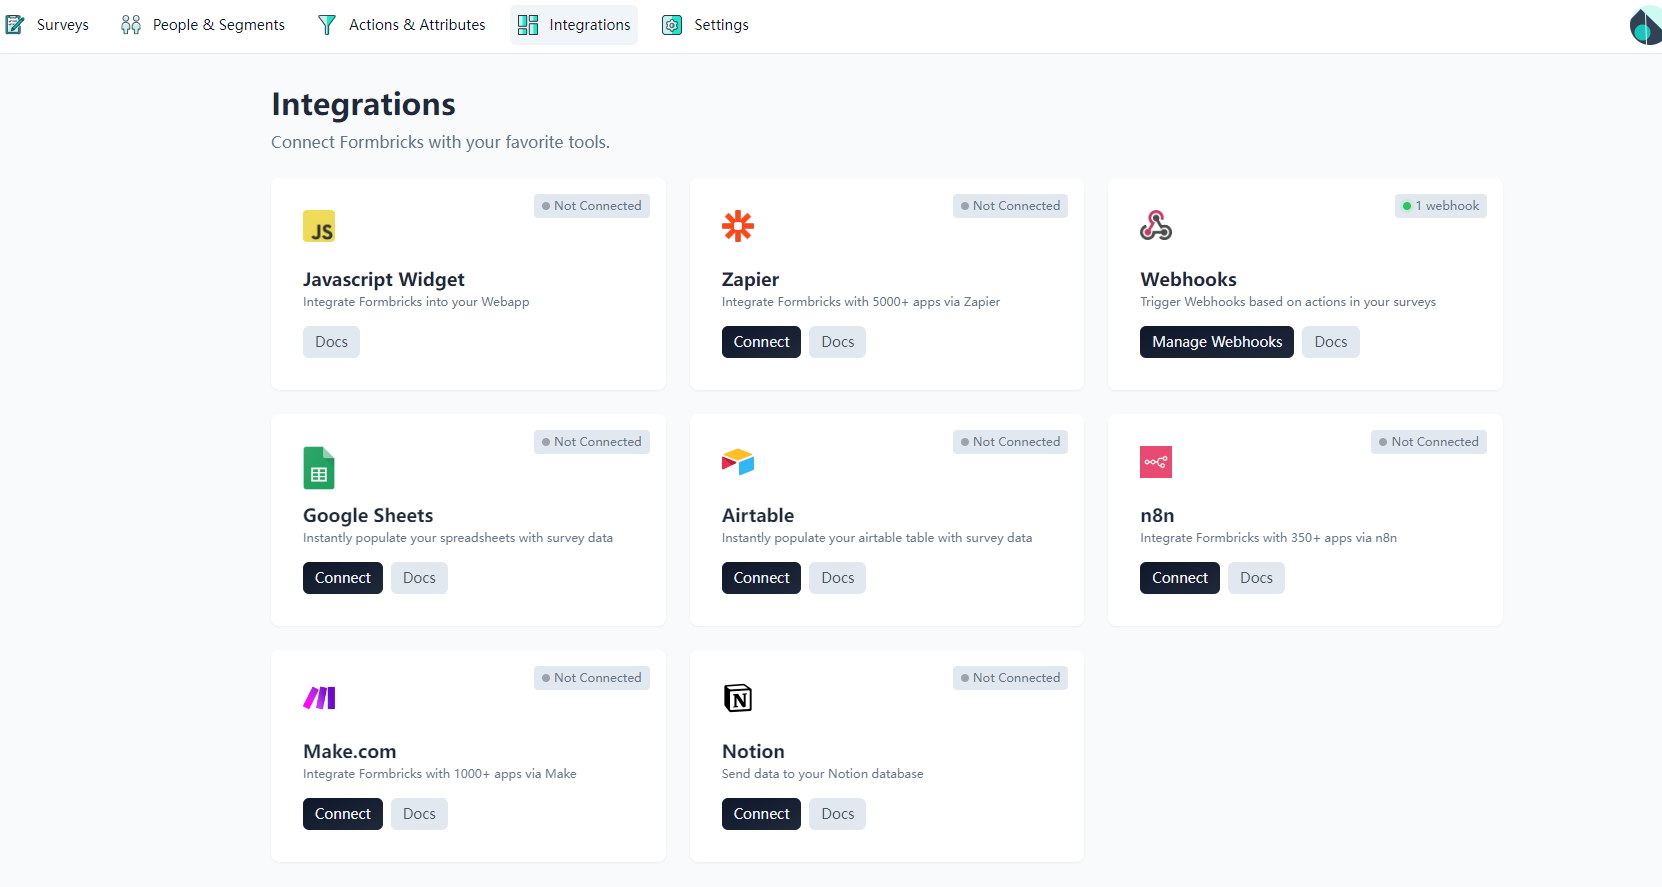 Surveys
People & Segments
Actions & Attributes
Integrations
Settings
Integrations
Connect Formbricks with your favorite tools.
Not Connected
JS
Javascript Widget
Integrate Formbricks into your Webapp
Docs
Not Connected
Zapier
Integrate Formbricks with 5000+ apps via Zapier
Connect
Docs
1 webhook
Webhooks
Trigger Webhooks based on actions in your surveys
Manage Webhooks
Docs
Not Connected
Google Sheets
Instantly populate your spreadsheets with survey data
Connect
Docs
Not Connected
Airtable
Instantly populate your airtable table with survey data
Connect
Docs
Not Connected
n8n
Integrate Formbricks with 350+ apps via n8n
Connect
Docs
Not Connected
Make.com
Integrate Formbricks with 1000+ apps via Make
Connect
Docs
Not Connected
N
Notion
Send data to your Notion database
Connect
Docs